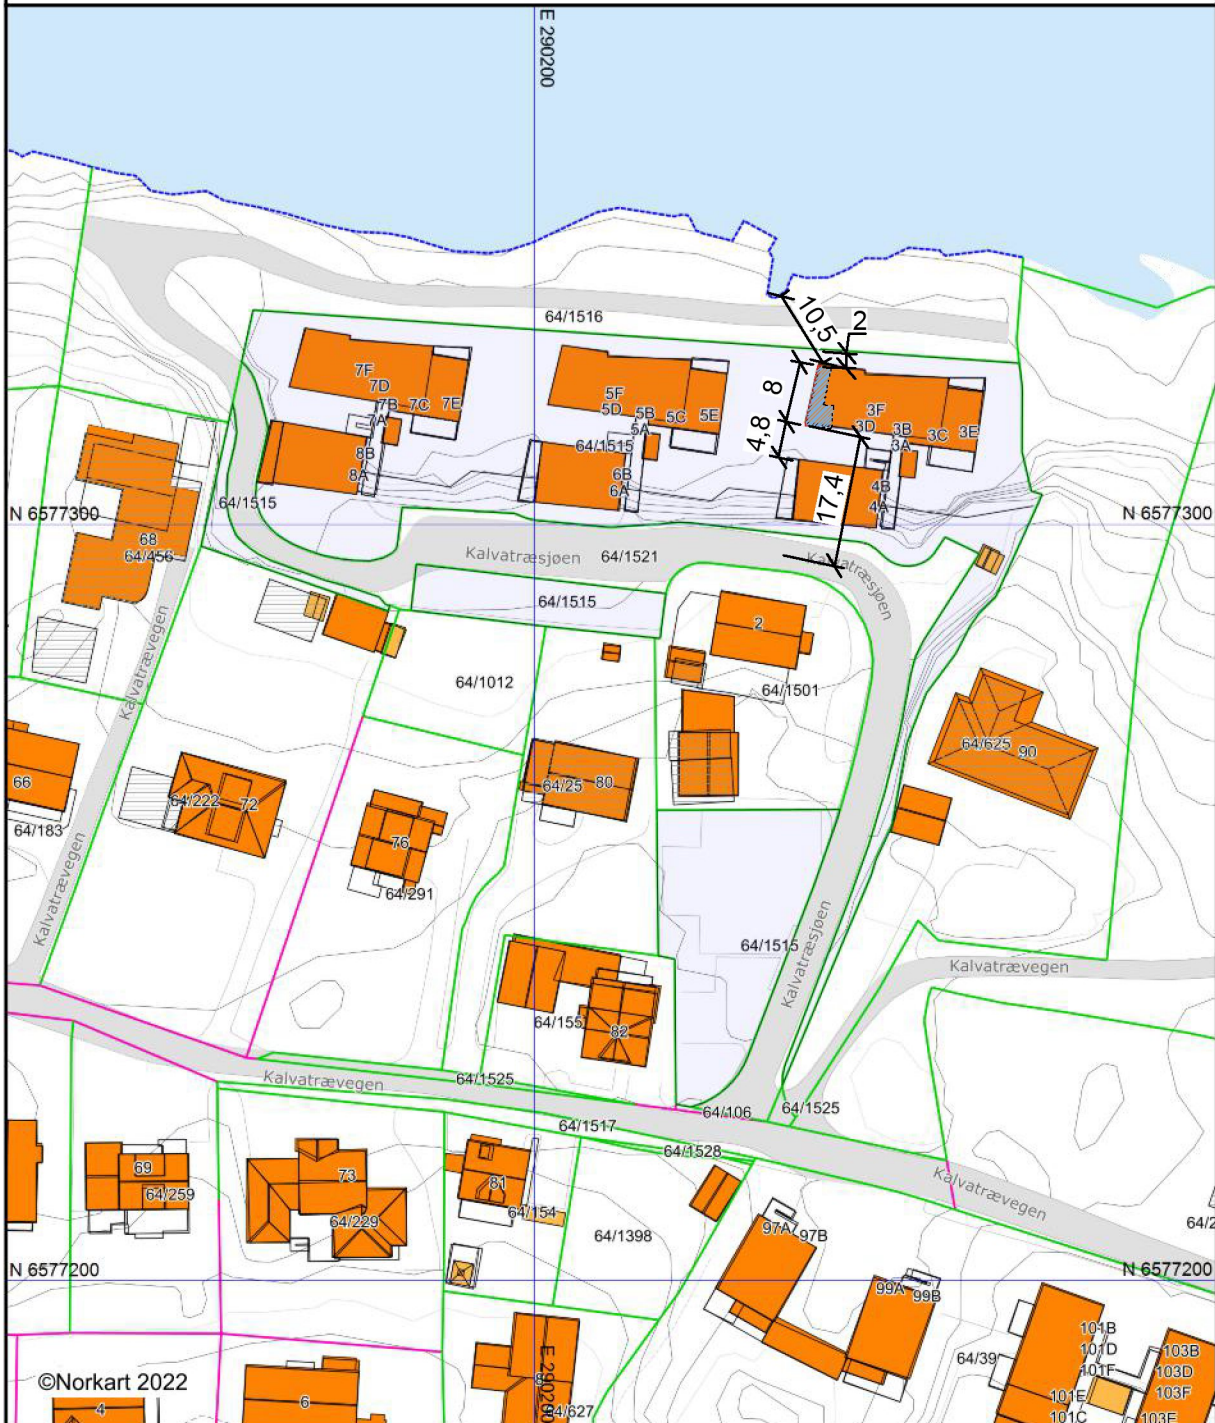 E 290200
64/1516
10,5
2
8
4,8
17,4
7F
7D
7B
7C
7E
7A
5F
5D
5B
5C
5E
5A
3F
3D
3B
3C
3E
3A
8B
8A
64/1515
6B
6A
4B
4A
64/1515
N 6577300
N 6577300
68
64/456
Kalvatræsjøen
64/1521
Kalvatræsjøen
64/1515
2
Kalvatrævegen
64/1012
64/1501
64/625
90
66
64/222
72
64/25
80
64/183
76
64/291
Kalvatrævegen
64/1515
Kalvatræsjøen
Kalvatrævegen
64/155
82
Kalvatrævegen
64/1525
64/106
64/1525
64/1517
64/1528
69
64/259
73
64/229
81
64/154
Kalvatrævegen
64/1398
97A
97B
N 6577200
N 6577200
99A
99B
101B
101D
101F
101E
101C
103B
103D
103F
103E
64/39
E 290200
64/627
6
4
©Norkart 2022